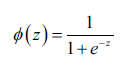 ϕ(z) = 1 / (1 + e^{-z})